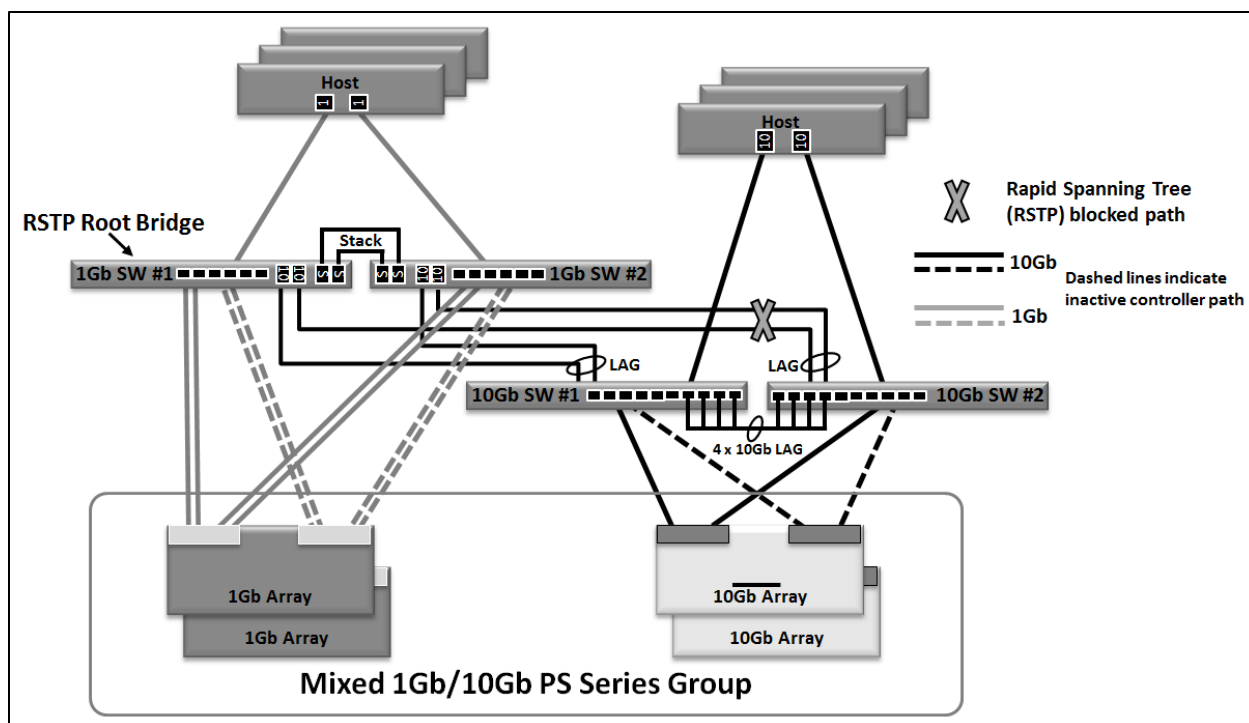 Host
1 1
Host
10 10
Rapid Spanning Tree
(RSTP) blocked path
RSTP Root Bridge
Stack
1Gb SW #1
10 10
S S
S S
10 10
1Gb SW #2
10Gb
Dashed lines indicate
inactive controller path
1Gb
LAG
LAG
10Gb SW #1
10Gb SW #2
4 x 10Gb LAG
1Gb Array
1Gb Array
10Gb Array
10Gb Array
Mixed 1Gb/10Gb PS Series Group